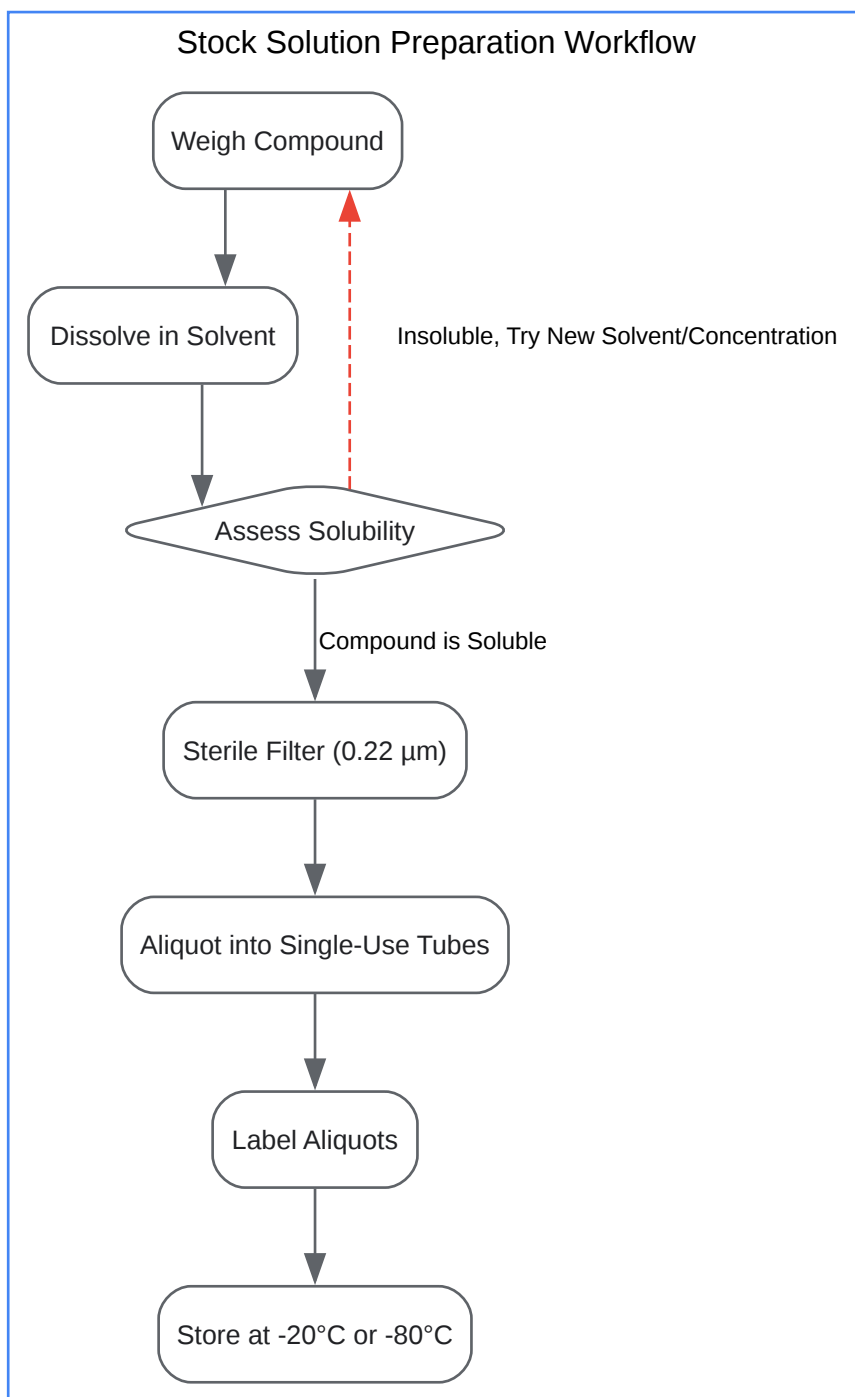 Stock Solution Preparation Workflow
Weigh Compound
Dissolve in Solvent
Insoluble, Try New Solvent/Concentration
Assess Solubility
Compound is Soluble
Sterile Filter (0.22 µm)
Aliquot into Single-Use Tubes
Label Aliquots
Store at -20°C or -80°C